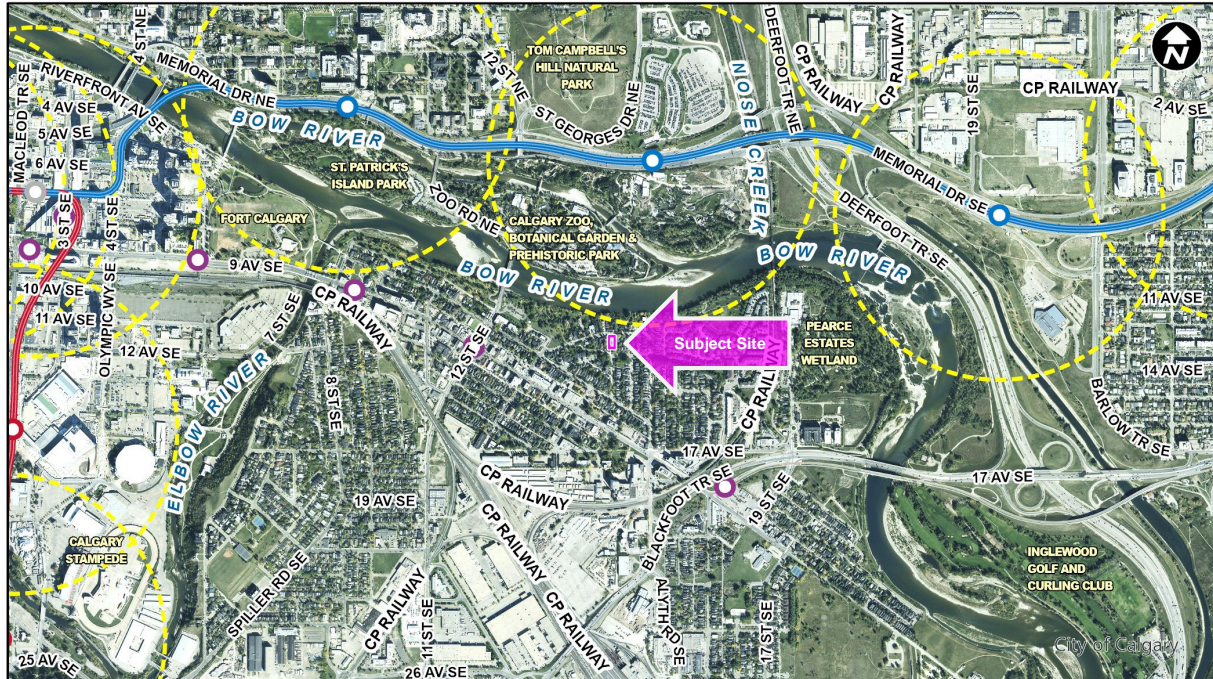 N
TOM CAMPBELL'S
HILL NATURAL
PARK
4 ST NE
12 ST NE
DEERFOOT TR NE
CP RAILWAY
CP RAILWAY
19 ST SE
CP RAILWAY
2 AV SE
MACLEOD TR SE
RIVERFRONT AV SE
MEMORIAL DR NE
ST GEORGES DR NE
NOSE CREEK
4 AV SE
5 AV SE
6 AV SE
BOW RIVER
ST. PATRICK'S
ISLAND PARK
ZOO RD NE
MEMORIAL DR SE
DEERFOOT TR SE
3 ST SE
4 ST SE
FORT CALGARY
CALGARY ZOO,
BOTANICAL GARDEN &
PREHISTORIC PARK
BOW RIVER
9 AV SE
BOW RIVER
10 AV SE
11 AV SE
OLYMPIC WY SE
7 ST SE
CP RAILWAY
11 AV SE
12 AV SE
12 ST SE
Subject Site
PEARCE
ESTATES
WETLAND
CP RAILWAY
14 AV SE
BARLOW TR SE
8 ST SE
ELBOW RIVER
17 AV SE
17 AV SE
CP RAILWAY
19 AV SE
BLACKFOOT TR SE
19 ST SE
CALGARY
STAMPEDE
CP RAILWAY
SPILLER RD SE
CP RAILWAY
11 ST SE
CP RAILWAY
ALYTH RD SE
17 ST SE
INGLEWOOD
GOLF AND
CURLING CLUB
25 AV SE
26 AV SE
City of Calgary